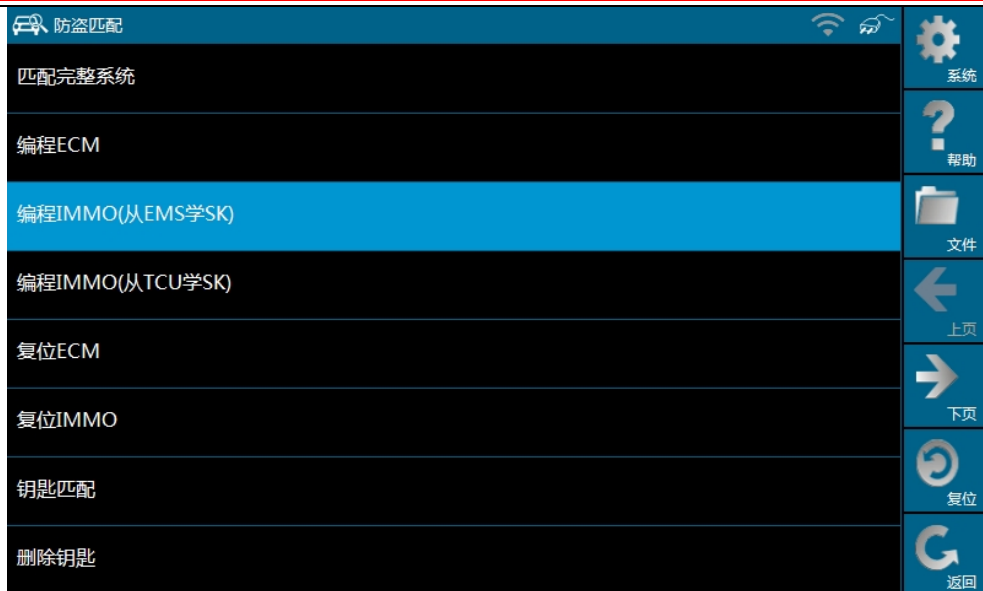 防盗匹配
匹配完整系统
编程ECM
编程IMMO(从EMS学SK)
编程IMMO(从TCU学SK)
复位ECM
复位IMMO
钥匙匹配
删除钥匙
系统
帮助
文件
上页
下页
复位
返回